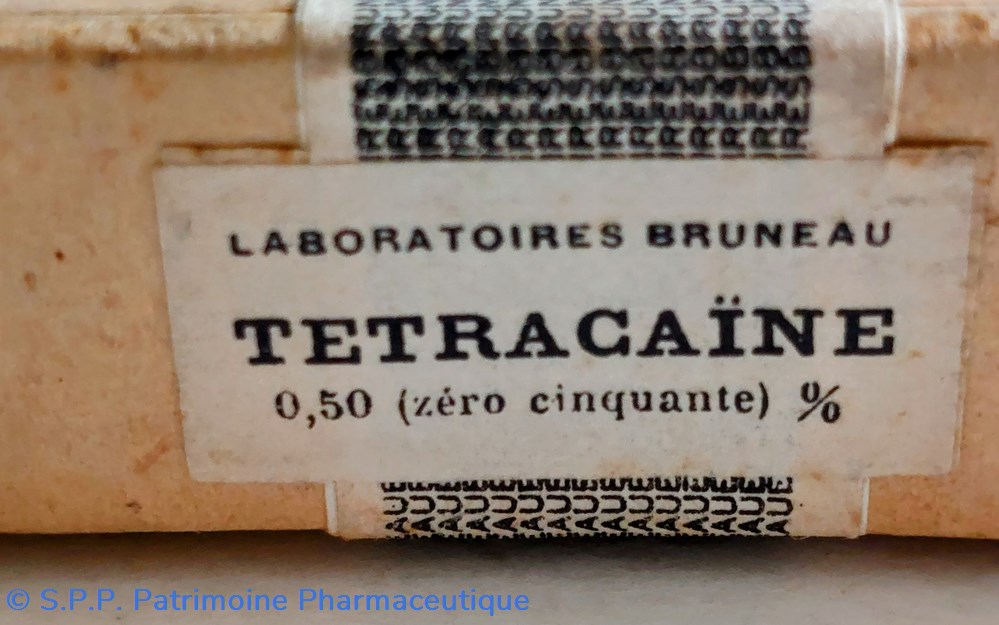 LABORATOIRES BRUNEAU
TETRACAÏNE
0,50 (zéro cinquante) %
© S.P.P. Patrimoine Pharmaceutique